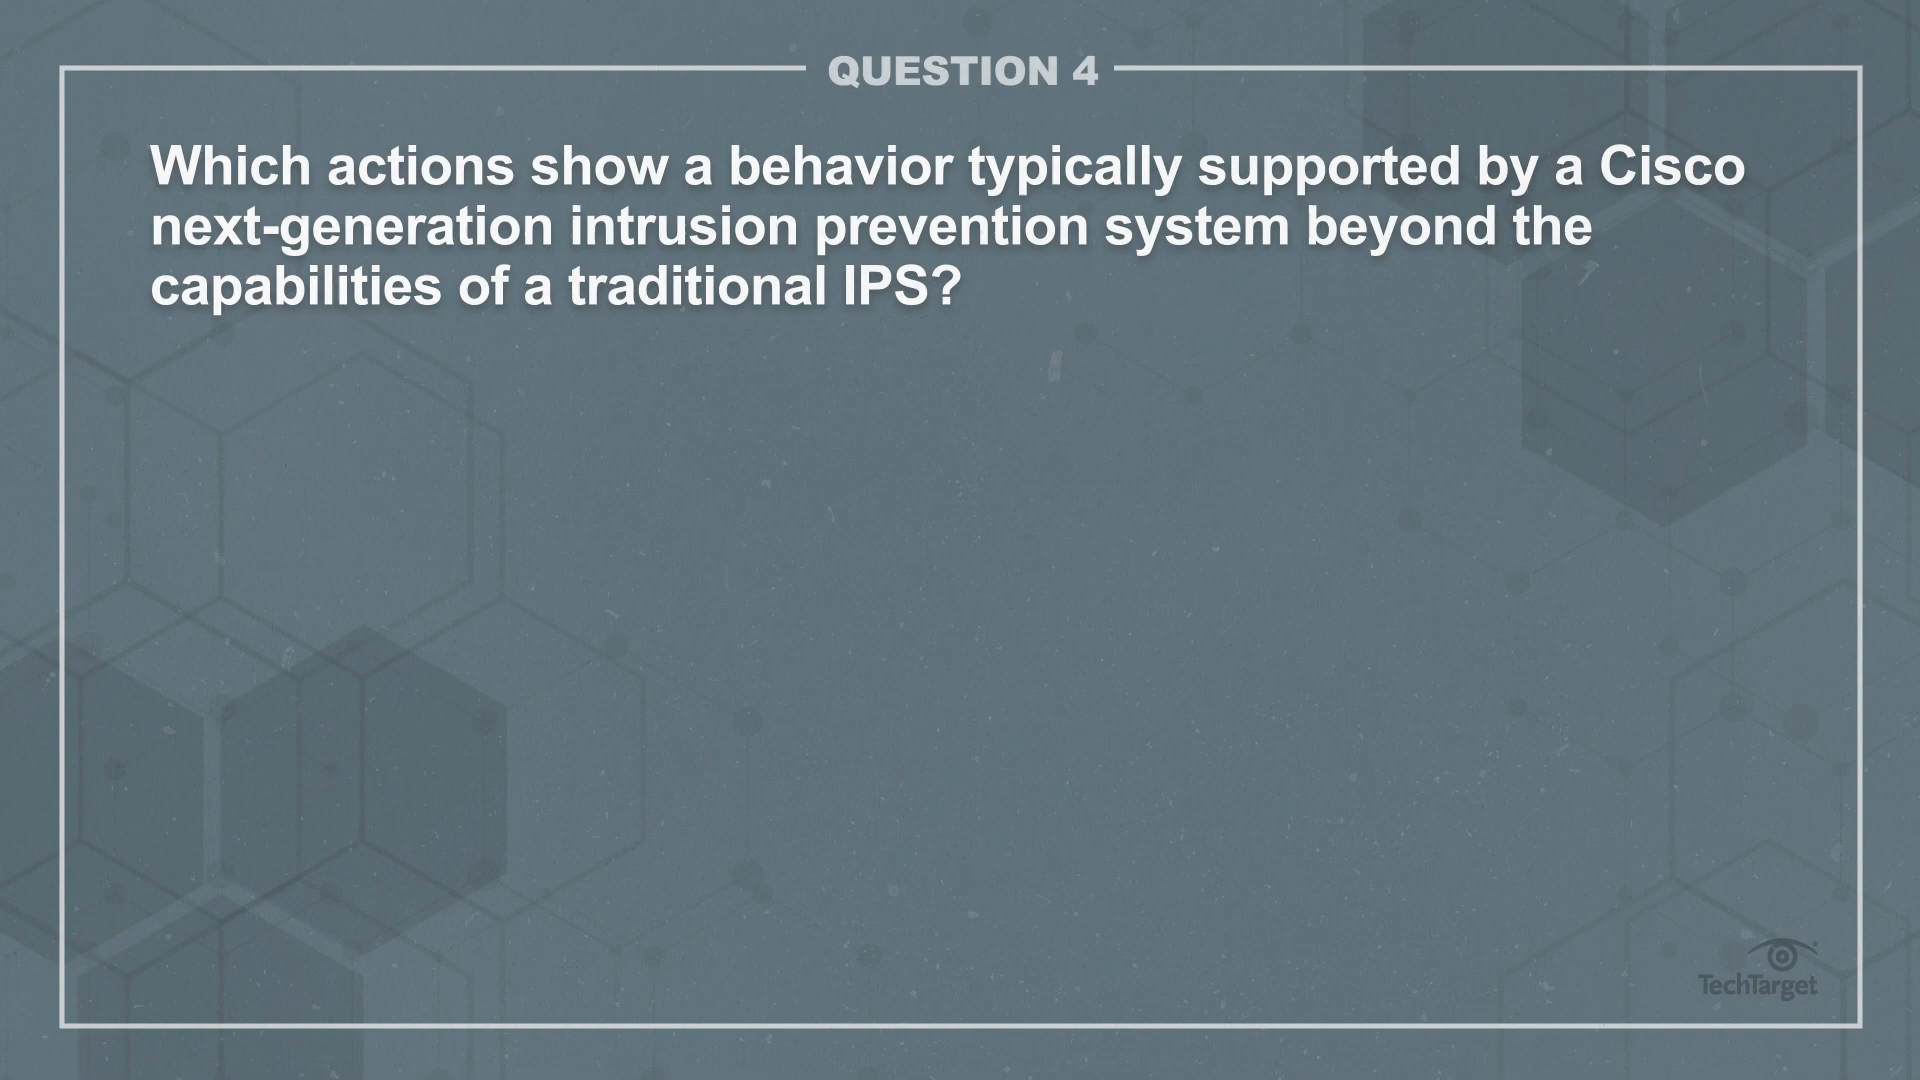 QUESTION 4
Which actions show a behavior typically supported by a Cisco
next-generation intrusion prevention system beyond the
capabilities of a traditional IPS?
TechTarget